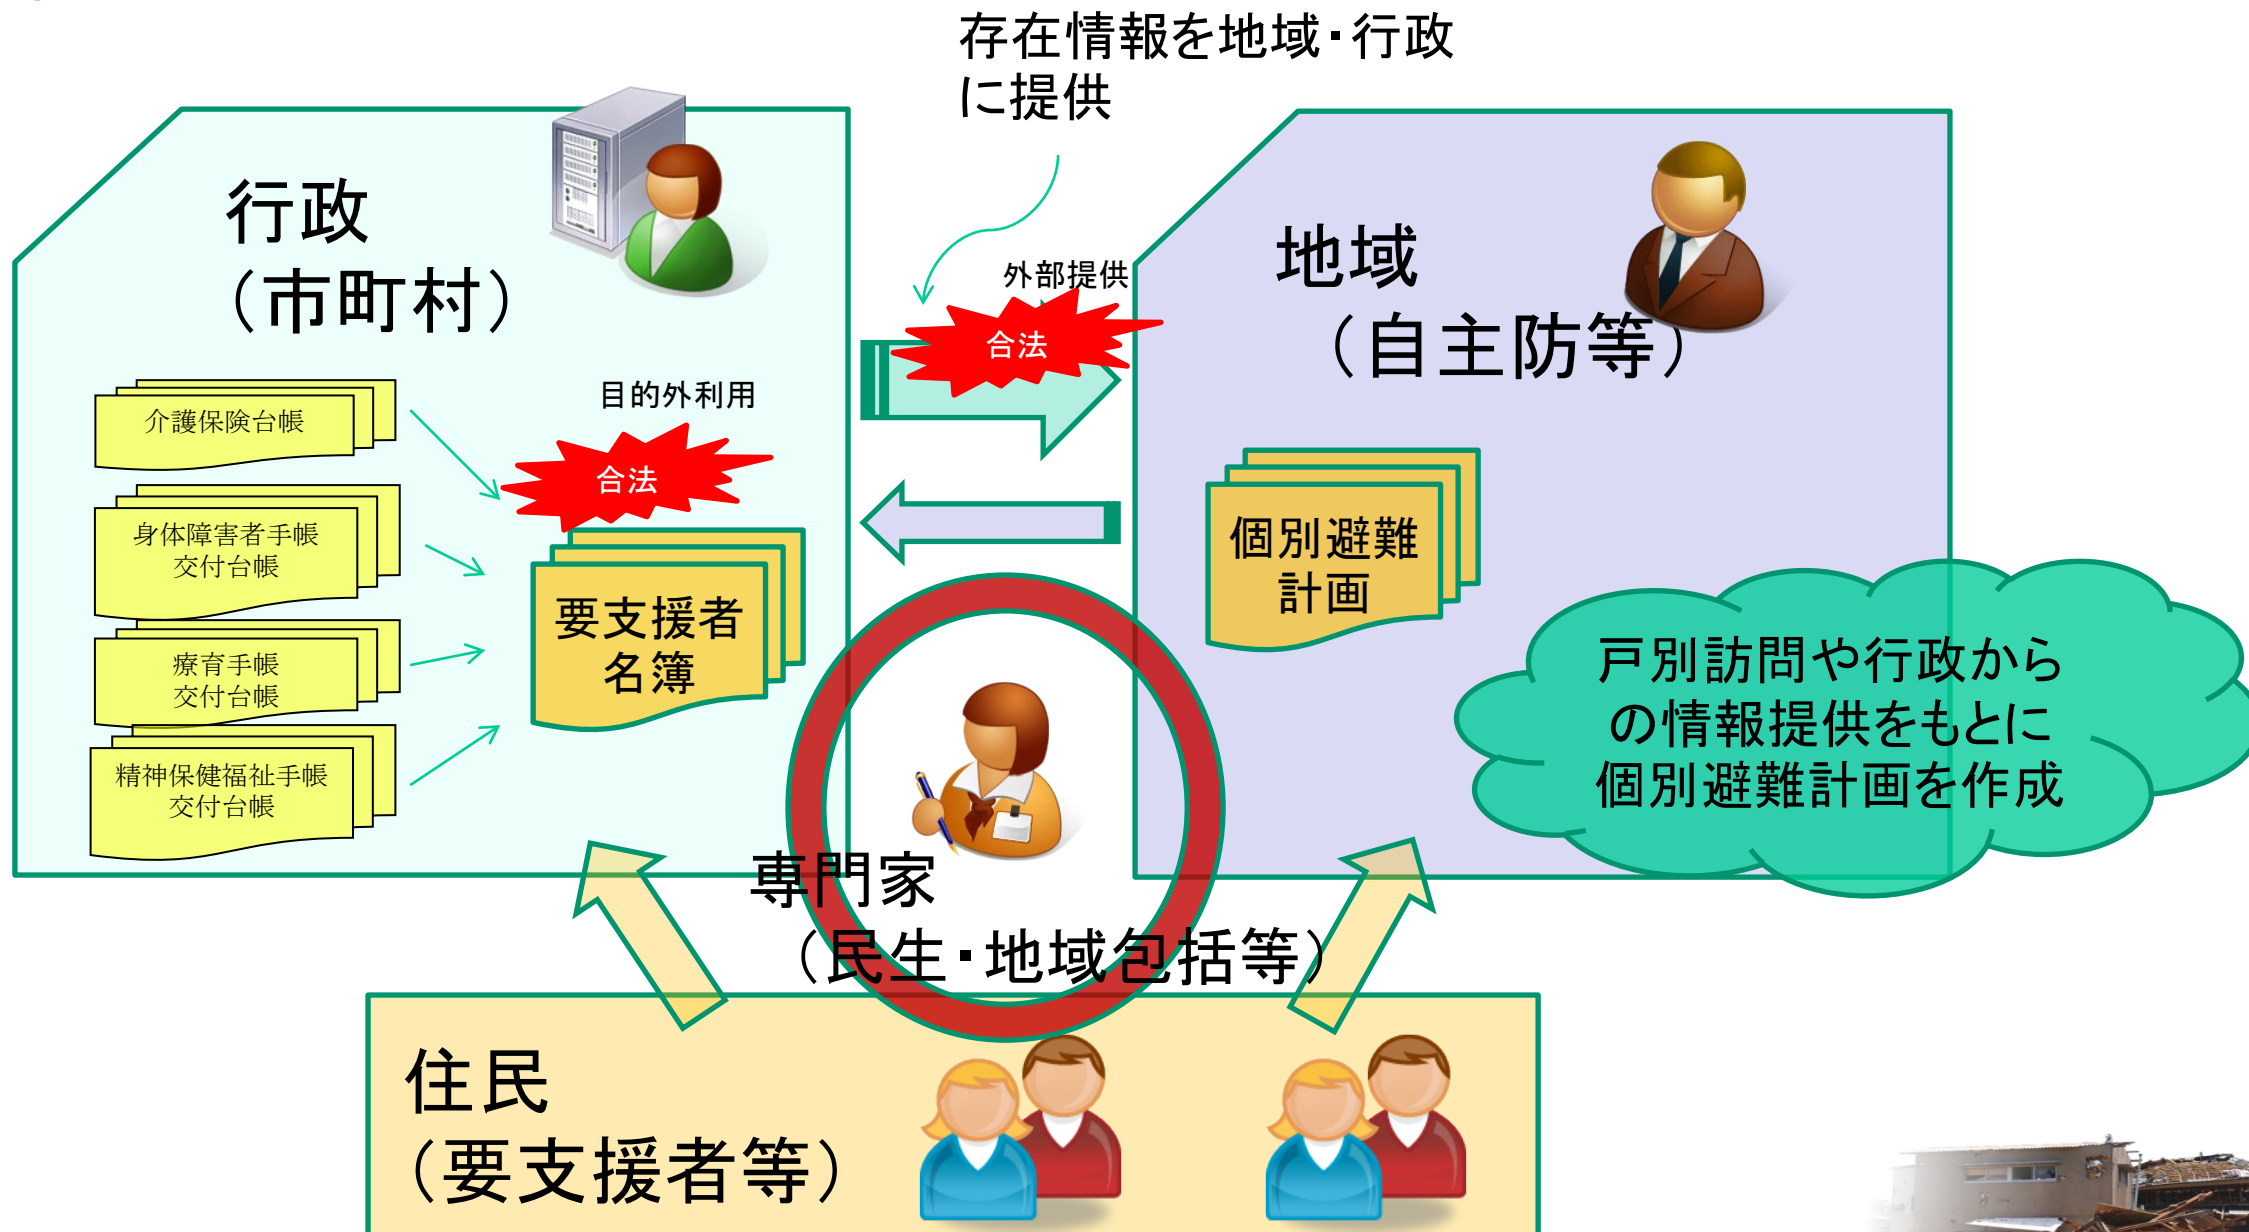 存在情報を地域・行政
に提供
行政
（市町村）
外部提供
合法
地域
（自主防等）
目的外利用
合法
介護保険台帳
身体障害者手帳
交付台帳
療育手帳
交付台帳
精神保健福祉手帳
交付台帳
要支援者
名簿
個別避難
計画
戸別訪問や行政から
の情報提供をもとに
個別避難計画を作成
専門家
（民生・地域包括等）
住民
（要支援者等）